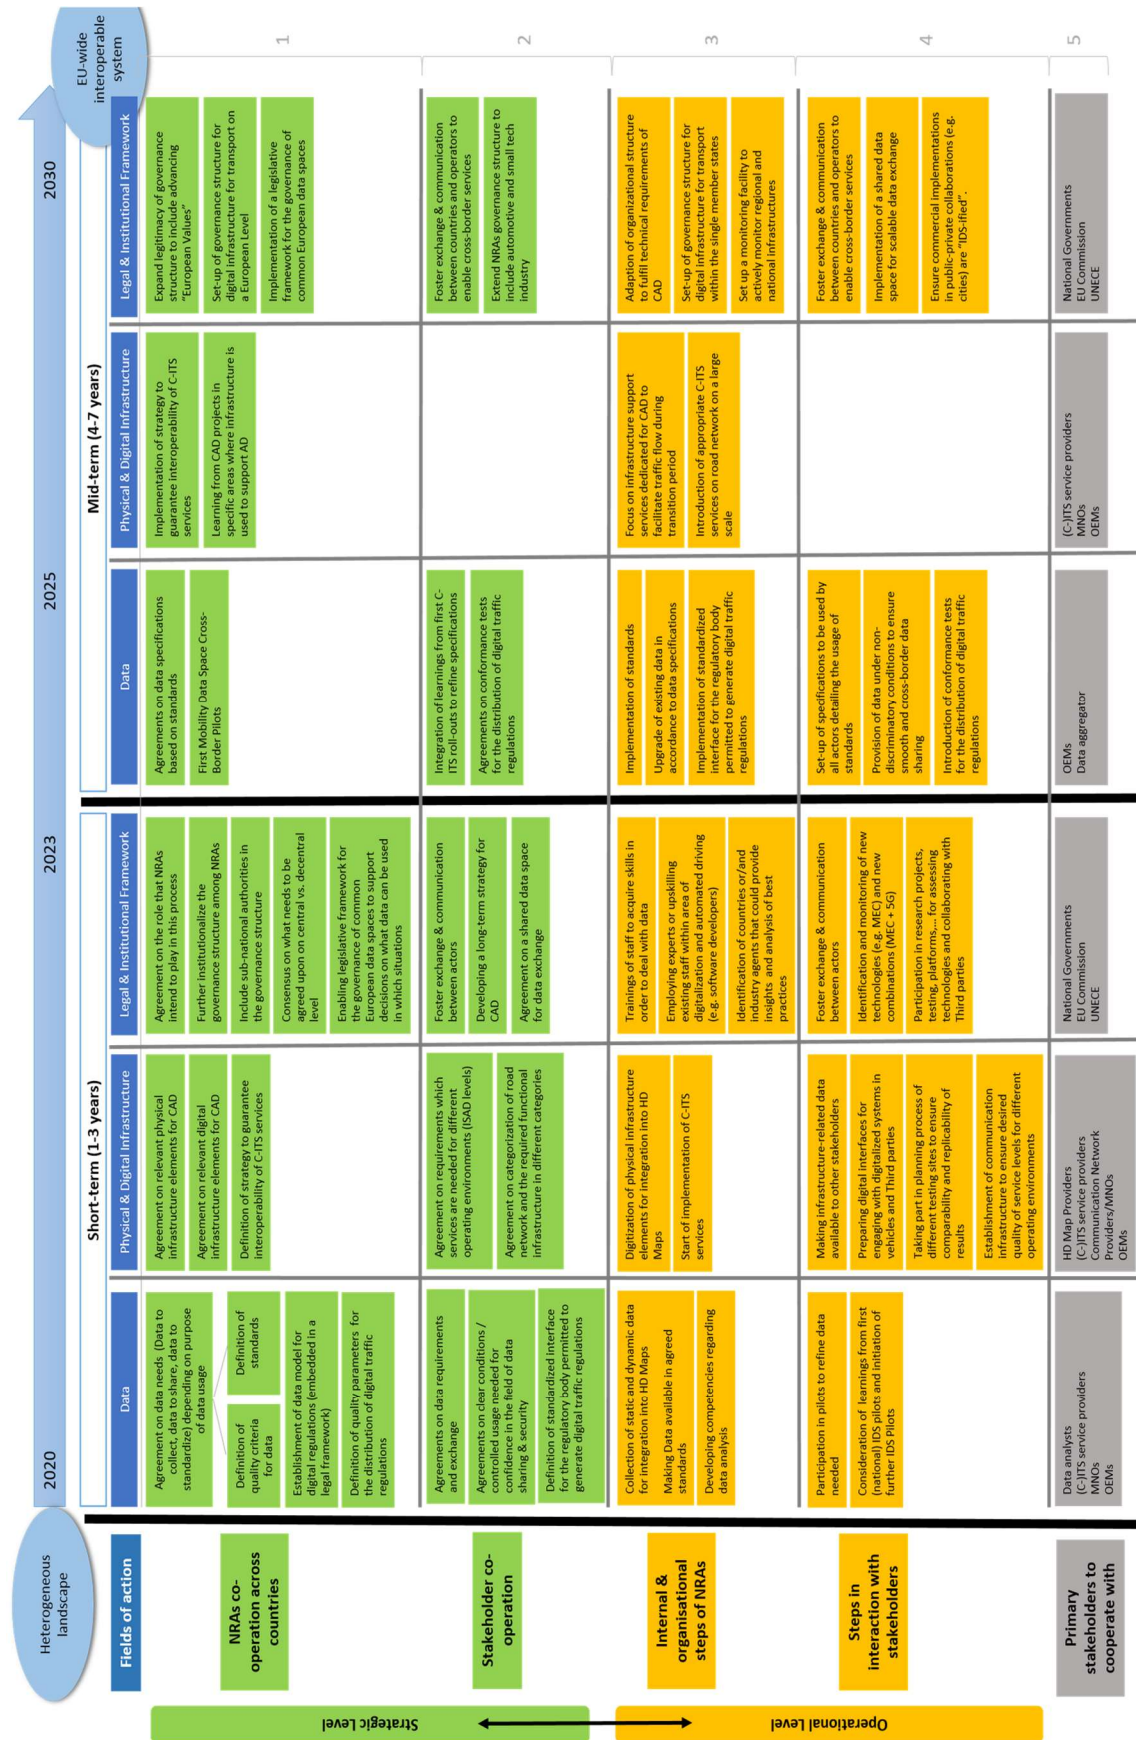 Heterogeneous
landscape
2020
2023
2025
2030
EU-wide
interoperable
system
Short-term (1-3 years)
Mid-term (4-7 years)
Fields of action
Data
Physical & Digital Infrastructure
Legal & Institutional Framework
Data
Physical & Digital Infrastructure
Legal & Institutional Framework
Strategic Level
NRAs co-
operation across
countries
Agreement on data needs (Data to
collect, data to share, data to
standardize) depending on purpose
of data usage
Definition of
quality criteria
for data
Definition of
standards
Establishment of data model for
digital regulations (embedded in a
legal framework)
Definition of quality parameters for
the distribution of digital traffic
regulations
Agreement on relevant physical
infrastructure elements for CAD
Agreement on relevant digital
infrastructure elements for CAD
Definition of strategy to guarantee
interoperability of C-ITS services
Agreement on the role that NRAs
intend to play in this process
Further institutionalize the
governance structure among NRAs
Include sub-national authorities in
the governance structure
Consensus on what needs to be
agreed upon on central vs. decentral
level
Enabling legislative framework for
the governance of common
European data spaces to support
decisions on what data can be used
in which situations
Agreements on data specifications
based on standards
First Mobility Data Space Cross-
Border Pilots
Implementation of strategy to
guarantee interoperability of C-ITS
services
Learning from CAD projects in
specific areas where infrastructure is
used to support AD
Expand legitimacy of governance
structure to include advancing
"European Values"
Set-up of governance structure for
digital infrastructure for transport on
a European Level
Implementation of a legislative
framework for the governance of
common European data spaces
1
Stakeholder co-
operation
Agreements on data requirements
and exchange
Agreements on clear conditions /
controlled usage needed for
confidence in the field of data
sharing & security
Definition of standardized interface
for the regulatory body permitted to
generate digital traffic regulations
Agreement on requirements which
services are needed for different
operating environments (ISAD levels)
Agreement on categorization of road
network and the required functional
infrastructure in different categories
Foster exchange & communication
between actors
Developing a long-term strategy for
CAD
Agreement on a shared data space
for data exchange
Integration of learnings from first C-
ITS roll-outs to refine specifications
Agreements on conformance tests
for the distribution of digital traffic
regulations
Foster exchange & communication
between countries and operators to
enable cross-border services
Extend NRAs governance structure to
include automotive and small tech
industry
2
Operational Level
Internal &
organisational
steps of NRAs
Collection of static and dynamic data
for integration into HD Maps
Making Data available in agreed
standards
Developing competencies regarding
data analysis
Digitization of physical infrastructure
elements for integration into HD
Maps
Start of implementation of C-ITS
services
Trainings of staff to acquire skills in
order to deal with data
Employing experts or upskilling
existing staff within area of
digitalization and automated driving
(e.g. software developers)
Identification of countries or/and
industry agents that could provide
insights and analysis of best
practices
Implementation of standards
Upgrade of existing data in
accordance to data specifications
Implementation of standardized
interface for the regulatory body
permitted to generate digital traffic
regulations
Focus on infrastructure support
services dedicated for CAD to
facilitate traffic flow during
transition period
Introduction of appropriate C-ITS
services on road network on a large
scale
Adaption of organizational structure
to fulfil technical requirements of
CAD
Set-up of governance structure for
digital infrastructure for transport
within the single member states
Set up a monitoring facility to
actively monitor regional and
national infrastructures
3
Steps in
interaction with
stakeholders
Participation in pilcts to refine data
needed
Consideration of learnings from first
(national) IDS pilots and initiation of
further IDS Pilots
Making infrastructure-related data
available to other stakeholders
Preparing digital interfaces for
engaging with digitalized systems in
vehicles and Third parties
Taking part in planning process of
different testing sites to ensure
comparability and replicability of
results
Establishment of communication
infrastructure to ensure desired
quality of service levels for different
operating environments
Foster exchange & communication
between actors
Identification and monitoring of new
technologies (e.g. MEC) and new
combinations (MEC + 5G)
Participation in research projects,
testing, platforms,... for assessing
technologies and collaborating with
Third parties
Set-up of specifications to be used by
all actors detailing the usage of
standards
Provision of data under non-
discriminatory conditions to ensure
smooth and cross-border data
sharing
Introduction of conformance tests
for the distribution of digital traffic
regulations
Foster exchange & communication
between countries and operators to
enable cross-border services
Implementation of a shared data
space for scalable data exchange
Ensure commercial implementations
in public-private collaborations (e.g.
cities) are "IDS-ified".
4
Primary
stakeholders to
cooperate with
Data analysts
(C-)ITS service providers
MNOs
OEMs
HD Map Providers
(C-)ITS service providers
Communication Network
Providers/MNOs
OEMs
National Governments
EU Commission
UNECE
OEMs
Data aggregator
(C-)ITS service providers
MNOs
OEMs
National Governments
EU Commission
UNECE
5